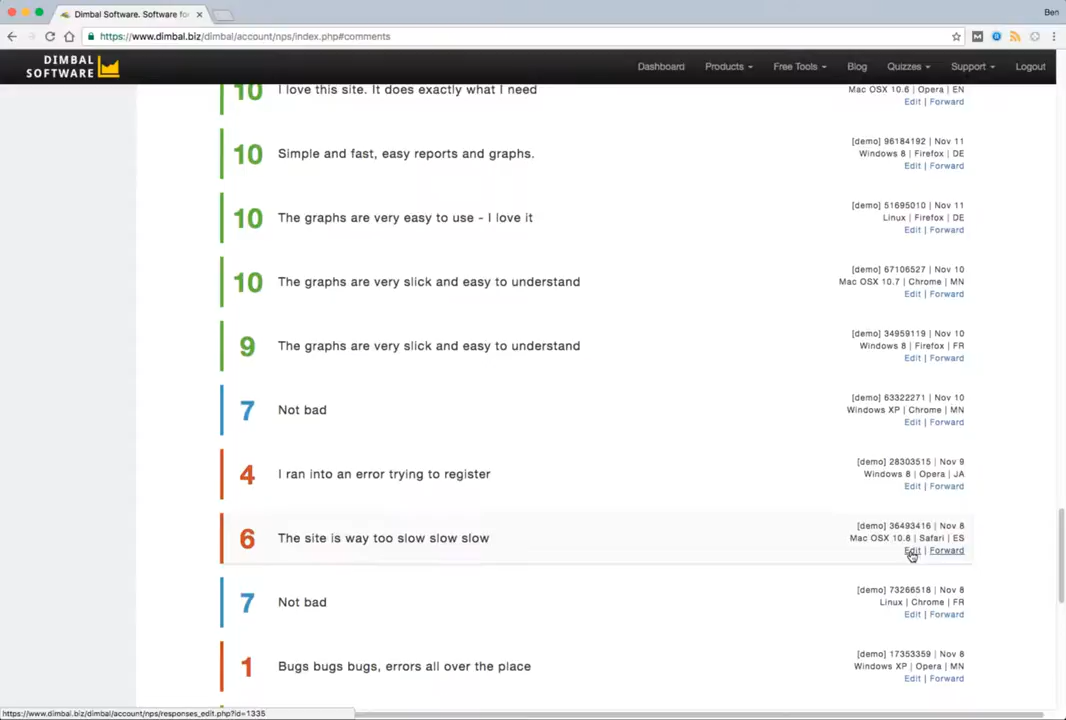 Dimbal Software. Software fo
Ben
https://www.dimbal.biz/dimbal/account/nps/index.php#comments
DIMBAL
SOFTWARE
Dashboard Products Free Tools Blog Quizzes Support Logout
10 I love this site. It does exactly what I need
Mac OSX 10.6 | Opera | EN
Edit | Forward
10 Simple and fast, easy reports and graphs.
[demo] 96184192 | Nov 11
Windows 8 | Firefox | DE
Edit | Forward
10 The graphs are very easy to use - I love it
[demo] 51695010 | Nov 11
Linux | Firefox | DE
Edit | Forward
10 The graphs are very slick and easy to understand
[demo] 67106527 | Nov 10
Mac OSX 10.7 | Chrome | MN
Edit | Forward
9 The graphs are very slick and easy to understand
[demo] 34959119 | Nov 10
Windows 8 | Firefox | FR
Edit | Forward
7 Not bad
[demo] 63322271 | Nov 10
Windows XP | Chrome | MN
Edit | Forward
4 I ran into an error trying to register
[demo] 28303515 | Nov 9
Windows 8 | Opera | JA
Edit | Forward
6 The site is way too slow slow slow
[demo] 36493416 | Nov 8
Mac OSX 10.8 | Safari | ES
Edit | Forward
7 Not bad
[demo] 73266518 | Nov 8
Linux | Chrome | FR
Edit | Forward
1 Bugs bugs bugs, errors all over the place
[demo] 17353359 | Nov 8
Windows XP | Opera | MN
Edit | Forward
https://www.dimbal.biz/dimbal/account/nps/responses_edit.php?id=1335